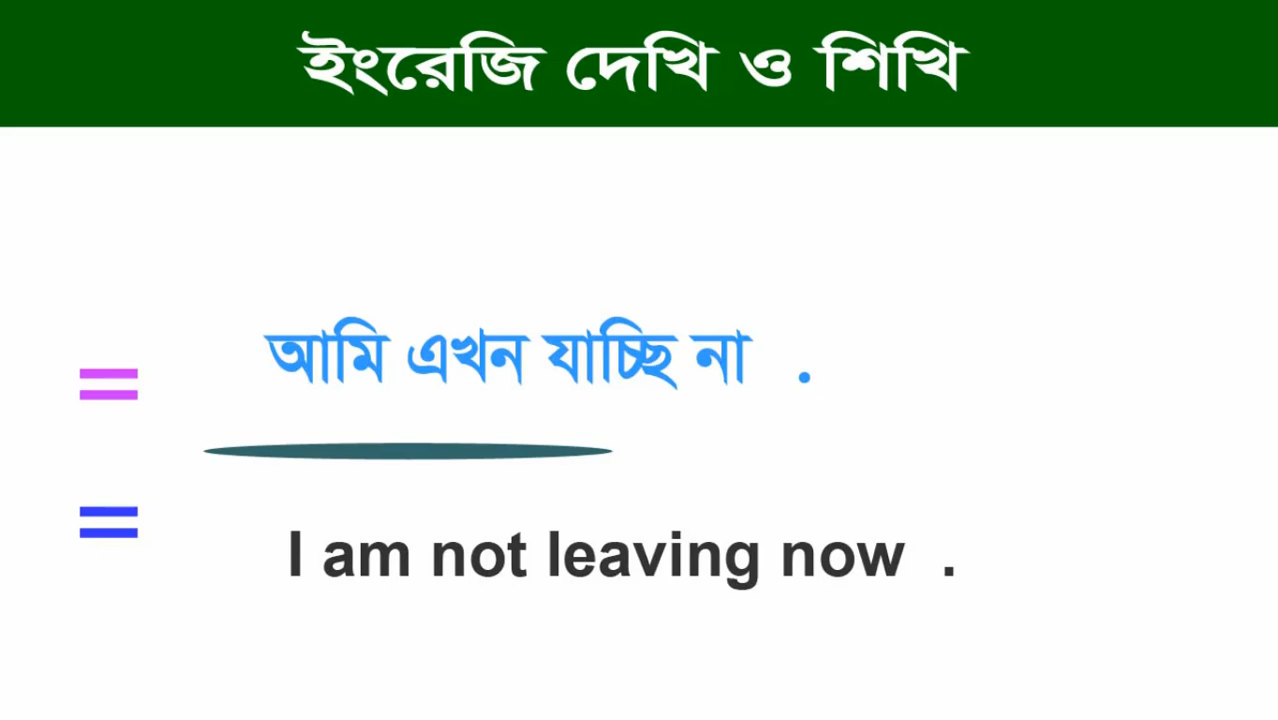 ইংরেজি দেখি ও শিখি
= আমি এখন যাচ্ছি না .
= I am not leaving now .